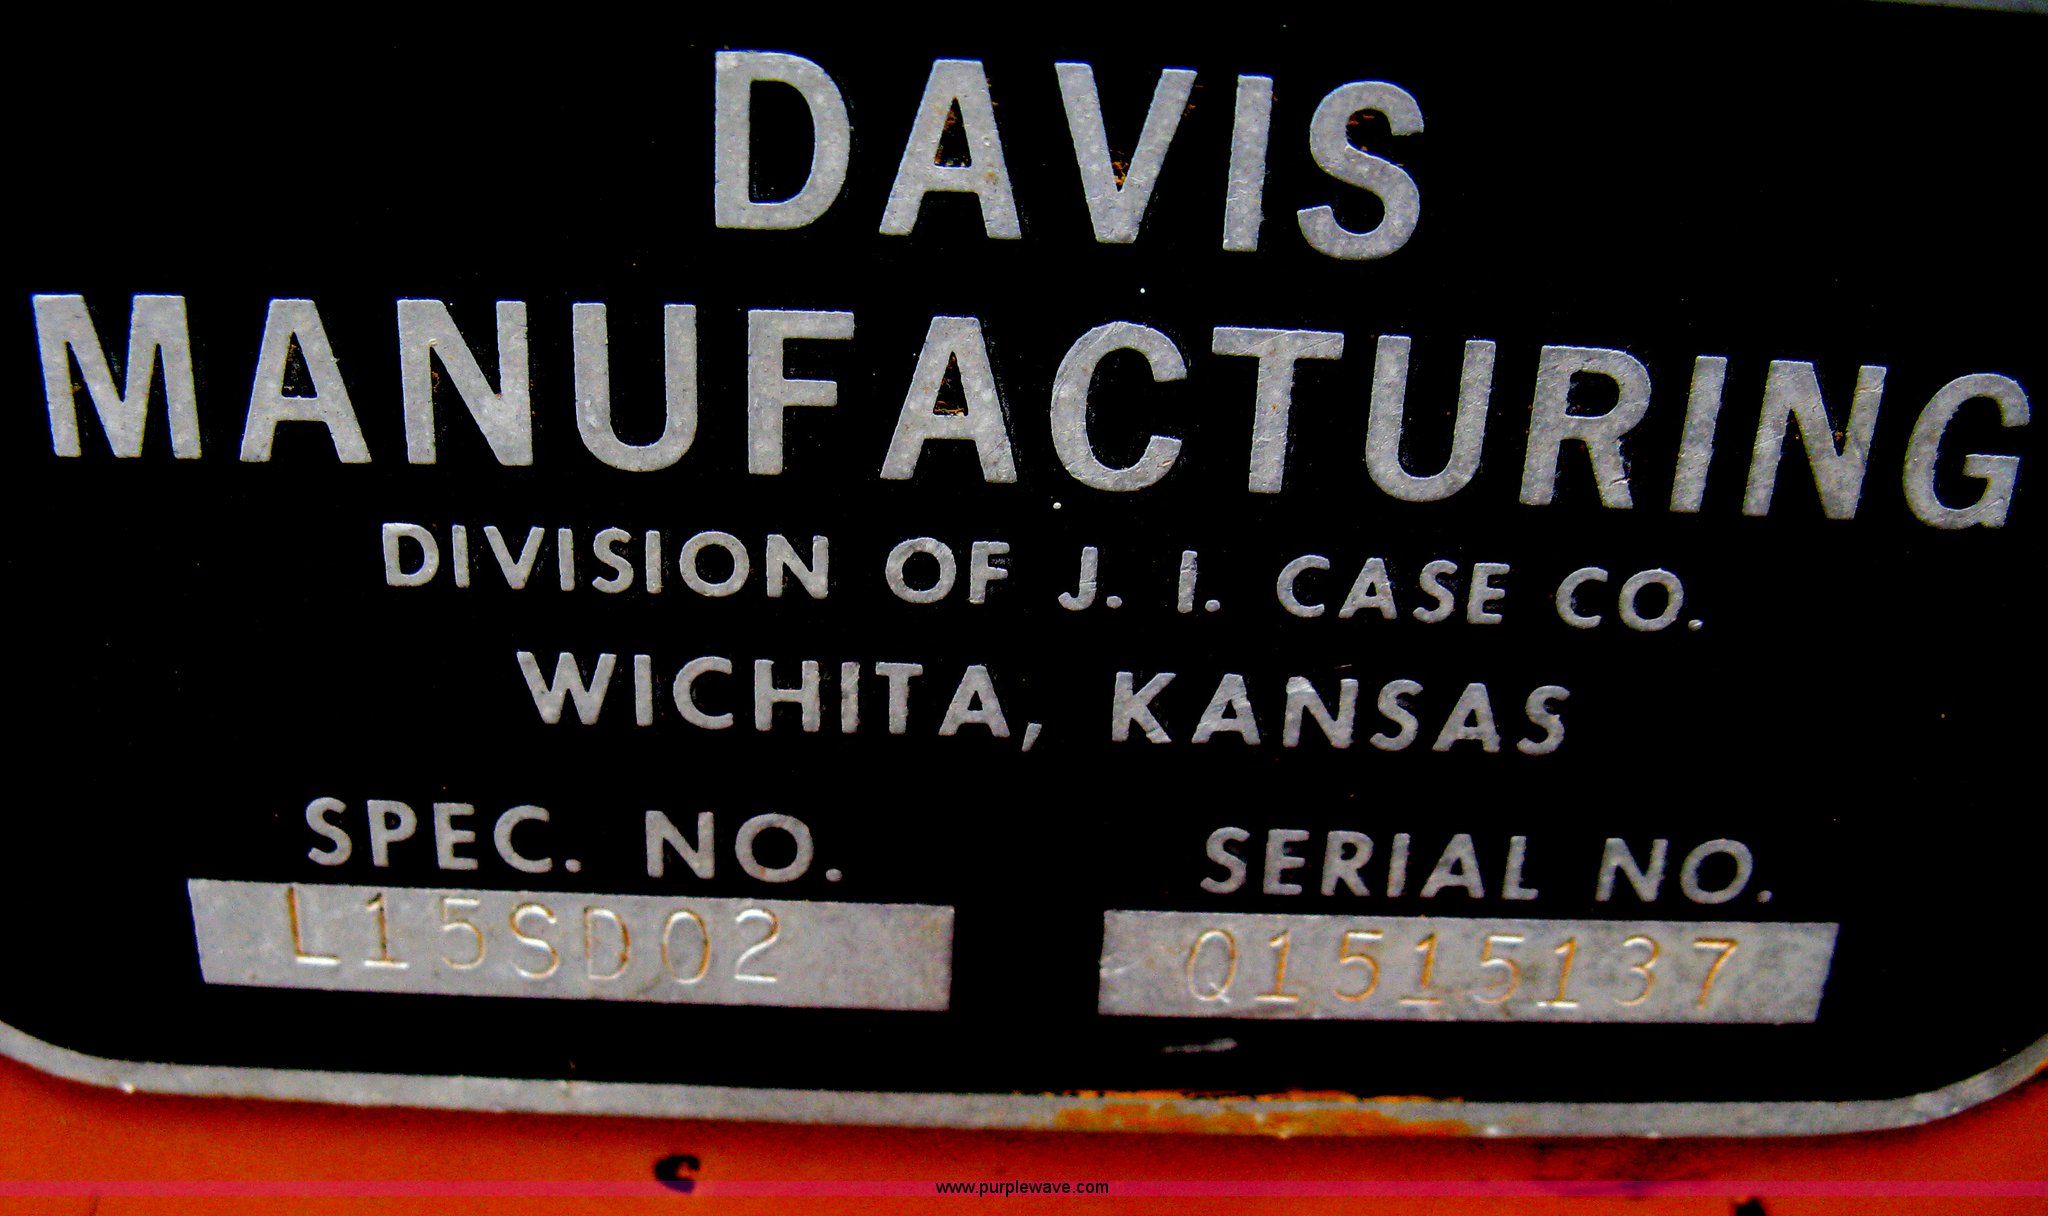 DAVIS
MANUFACTURING
DIVISION OF J. I. CASE CO.
WICHITA, KANSAS
SPEC. NO. SERIAL NO.
L15SD02 Q1515137
www.purplewave.com